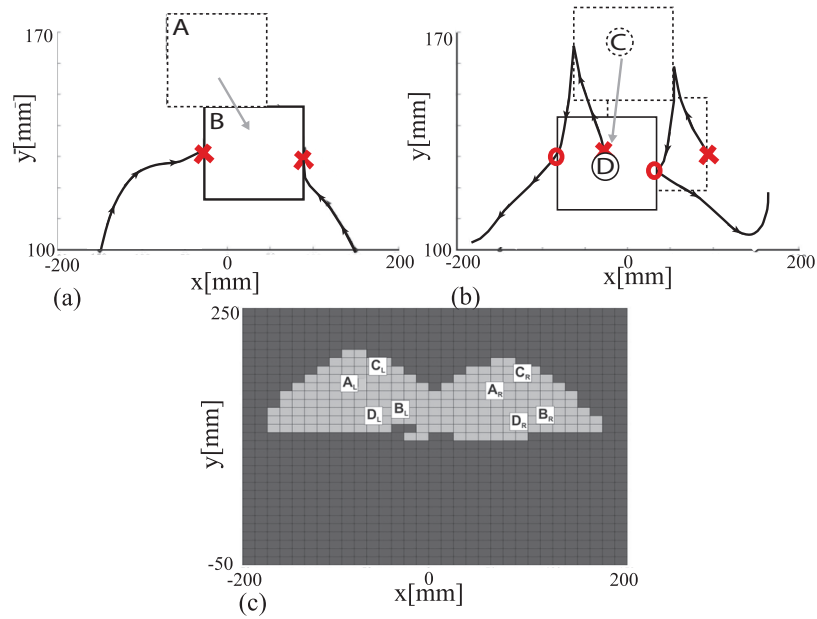 170
A
B
y[mm]
100
-200
0
200
x[mm]
(a)
170
C
D
y[mm]
100
-200
0
200
x[mm]
(b)
250
C_L
C_R
A_L
A_R
D_L
B_L
D_R
B_R
y[mm]
-50
-200
0
200
x[mm]
(c)